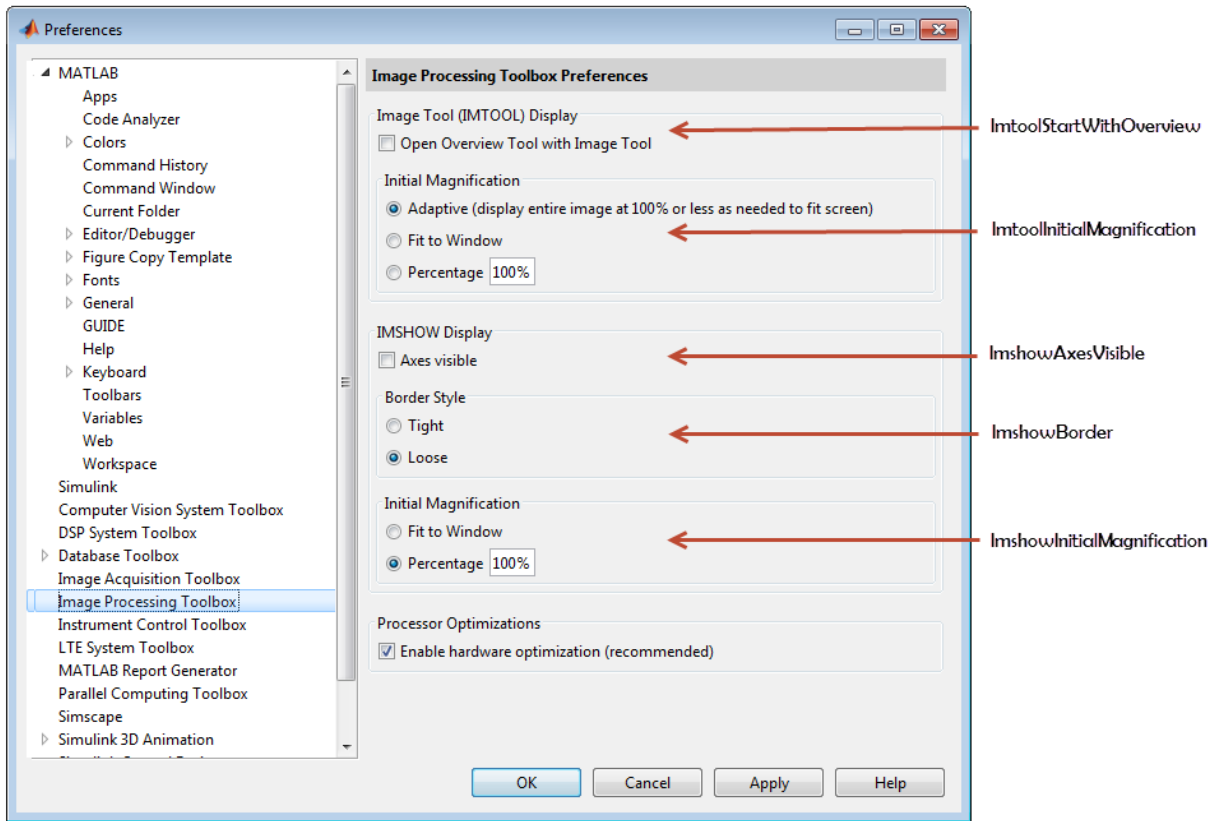 Preferences
MATLAB
Apps
Code Analyzer
Colors
Command History
Command Window
Current Folder
Editor/Debugger
Figure Copy Template
Fonts
General
GUIDE
Help
Keyboard
Toolbars
Variables
Web
Workspace
Simulink
Computer Vision System Toolbox
DSP System Toolbox
Database Toolbox
Image Acquisition Toolbox
Image Processing Toolbox
Instrument Control Toolbox
LTE System Toolbox
MATLAB Report Generator
Parallel Computing Toolbox
Simscape
Simulink 3D Animation
Image Processing Toolbox Preferences
Image Tool (IMTOOL) Display
Open Overview Tool with Image Tool
Initial Magnification
Adaptive (display entire image at 100% or less as needed to fit screen)
Fit to Window
Percentage 100%
IMSHOW Display
Axes visible
Border Style
Tight
Loose
Initial Magnification
Fit to Window
Percentage 100%
Processor Optimizations
Enable hardware optimization (recommended)
OK
Cancel
Apply
Help
ImtoolStartWithOverview
ImtoolInitialMagnification
ImshowAxesVisible
ImshowBorder
ImshowInitialMagnification